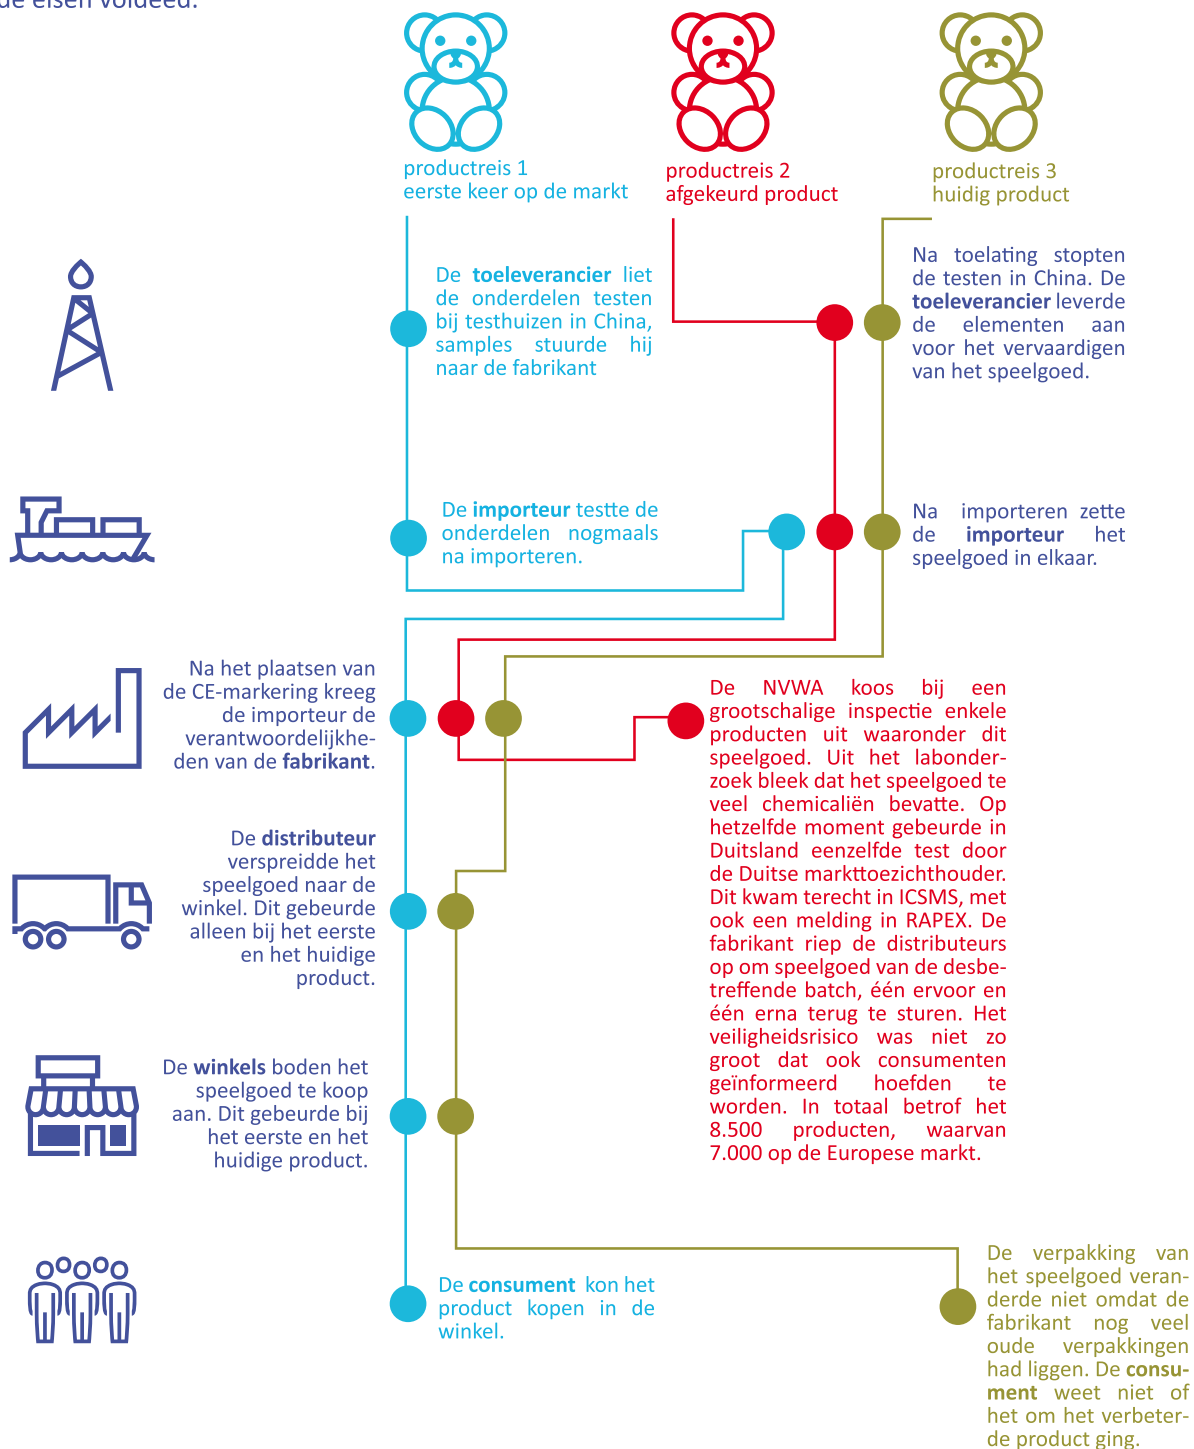 de eisen voldeed.
productreis 1
eerste keer op de markt
productreis 2
afgekeurd product
productreis 3
huidig product
De toeleverancier liet
de onderdelen testen
bij testhuizen in China,
samples stuurde hij
naar de fabrikant
Na toelating stopten
de testen in China. De
toeleverancier leverde
de elementen aan
voor het vervaardigen
van het speelgoed.
De importeur testte de
onderdelen nogmaals
na importeren.
Na importeren zette
de importeur het
speelgoed in elkaar.
Na het plaatsen van
de CE-markering kreeg
de importeur de
verantwoordelijkhe-
den van de fabrikant.
De NVWA koos bij een
grootschalige inspectie enkele
producten uit waaronder dit
speelgoed. Uit het labonder-
zoek bleek dat het speelgoed te
veel chemicaliën bevatte. Op
hetzelfde moment gebeurde in
Duitsland eenzelfde test door
de Duitse markttoezichthouder.
Dit kwam terecht in ICSMS, met
ook een melding in RAPEX. De
fabrikant riep de distributeurs
op om speelgoed van de desbe-
treffende batch, één ervoor en
één erna terug te sturen. Het
veiligheidsrisico was niet zo
groot dat ook consumenten
geïnformeerd hoefden te
worden. In totaal betrof het
8.500 producten, waarvan
7.000 op de Europese markt.
De distributeur
verspreidde het
speelgoed naar de
winkel. Dit gebeurde
alleen bij het eerste
en het huidige
product.
De winkels boden het
speelgoed te koop
aan. Dit gebeurde bij
het eerste en het
huidige product.
De consument kon het
product kopen in de
winkel.
De verpakking van
het speelgoed veran-
derde niet omdat de
fabrikant nog veel
oude verpakkingen
had liggen. De consu-
ment weet niet of
het om het verbeter-
de product ging.